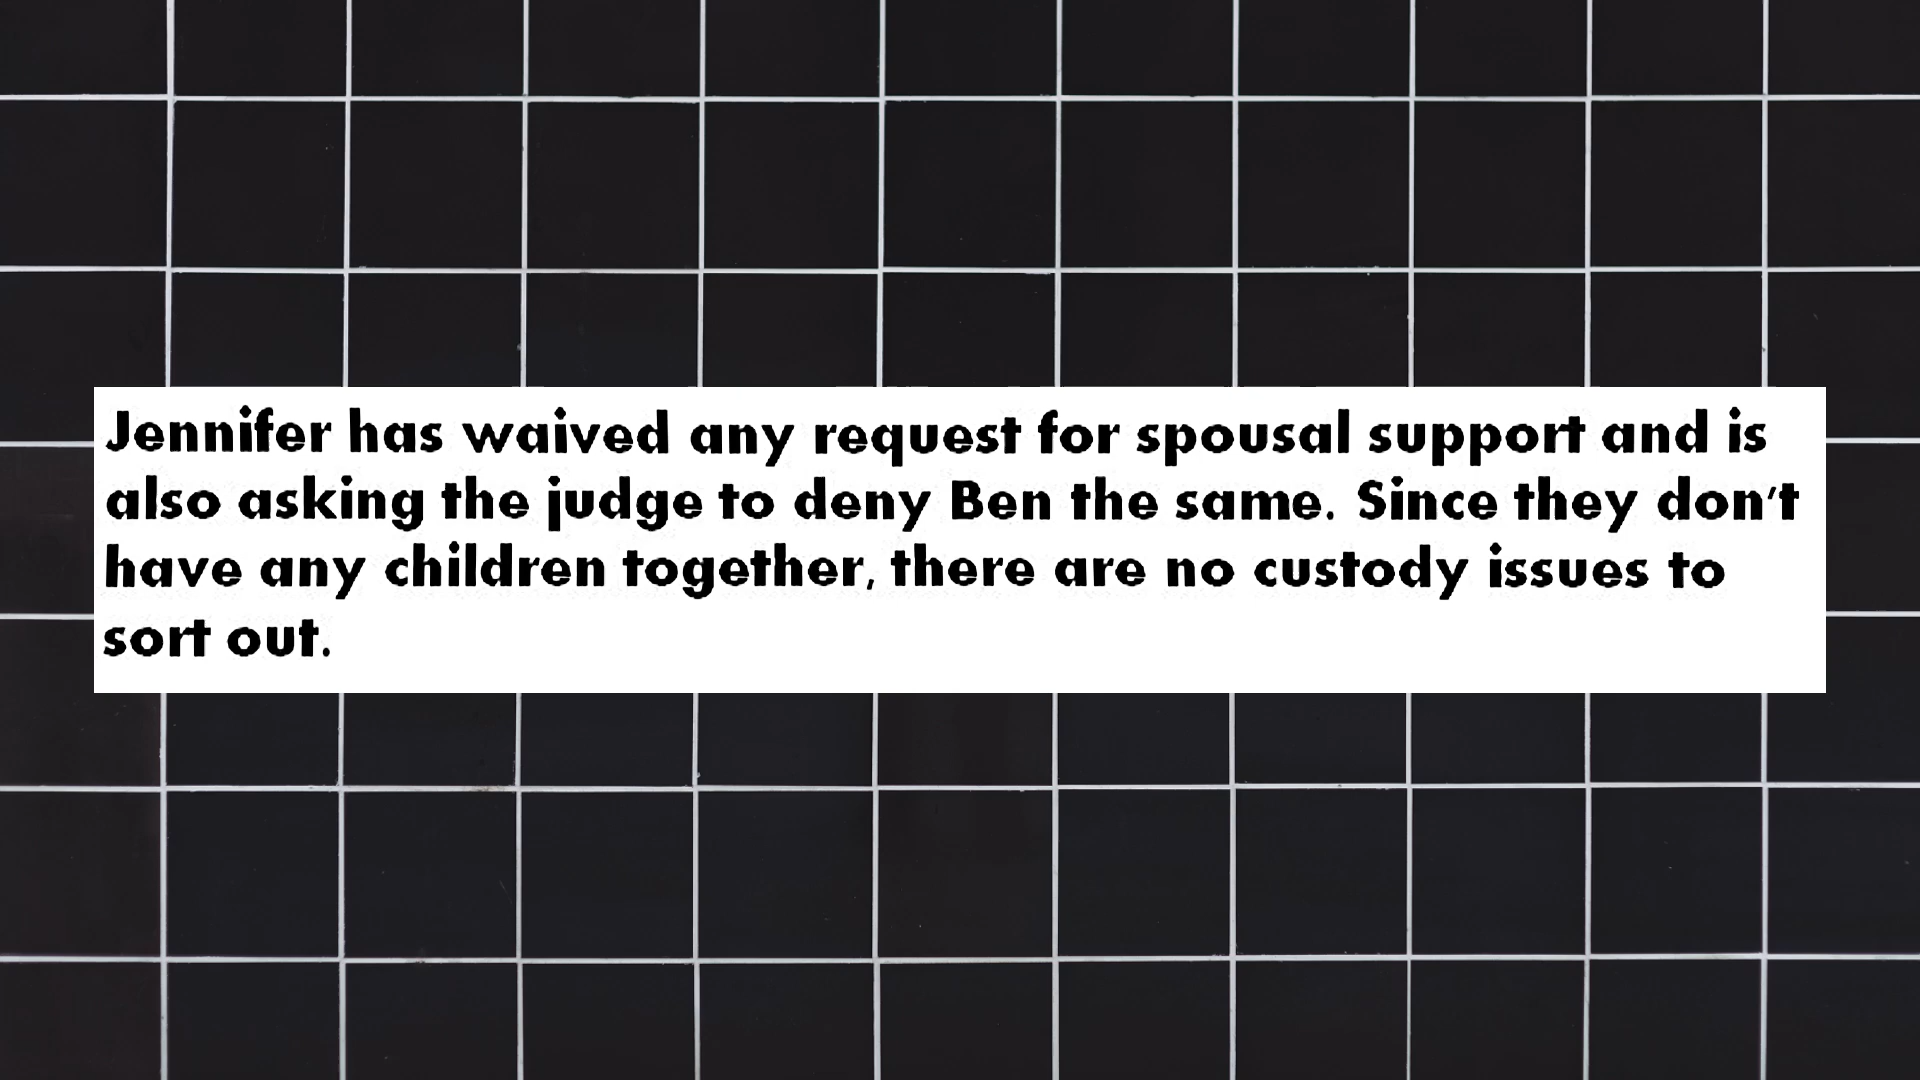 Jennifer has waived any request for spousal support and is
also asking the judge to deny Ben the same. Since they don't
have any children together, there are no custody issues to
sort out.